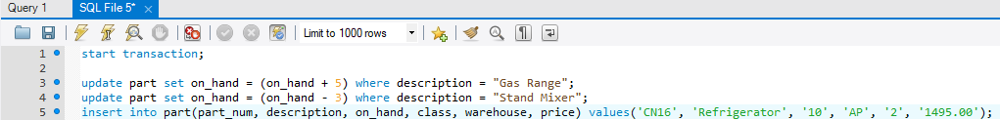 Query 1 SQL File 5*
Limit to 1000 rows
1 start transaction;
2
3 update part set on_hand = (on_hand + 5) where description = "Gas Range";
4 update part set on_hand = (on_hand - 3) where description = "Stand Mixer";
5 insert into part(part_num, description, on_hand, class, warehouse, price) values('CN16', 'Refrigerator', '10', 'AP', '2', '1495.00');